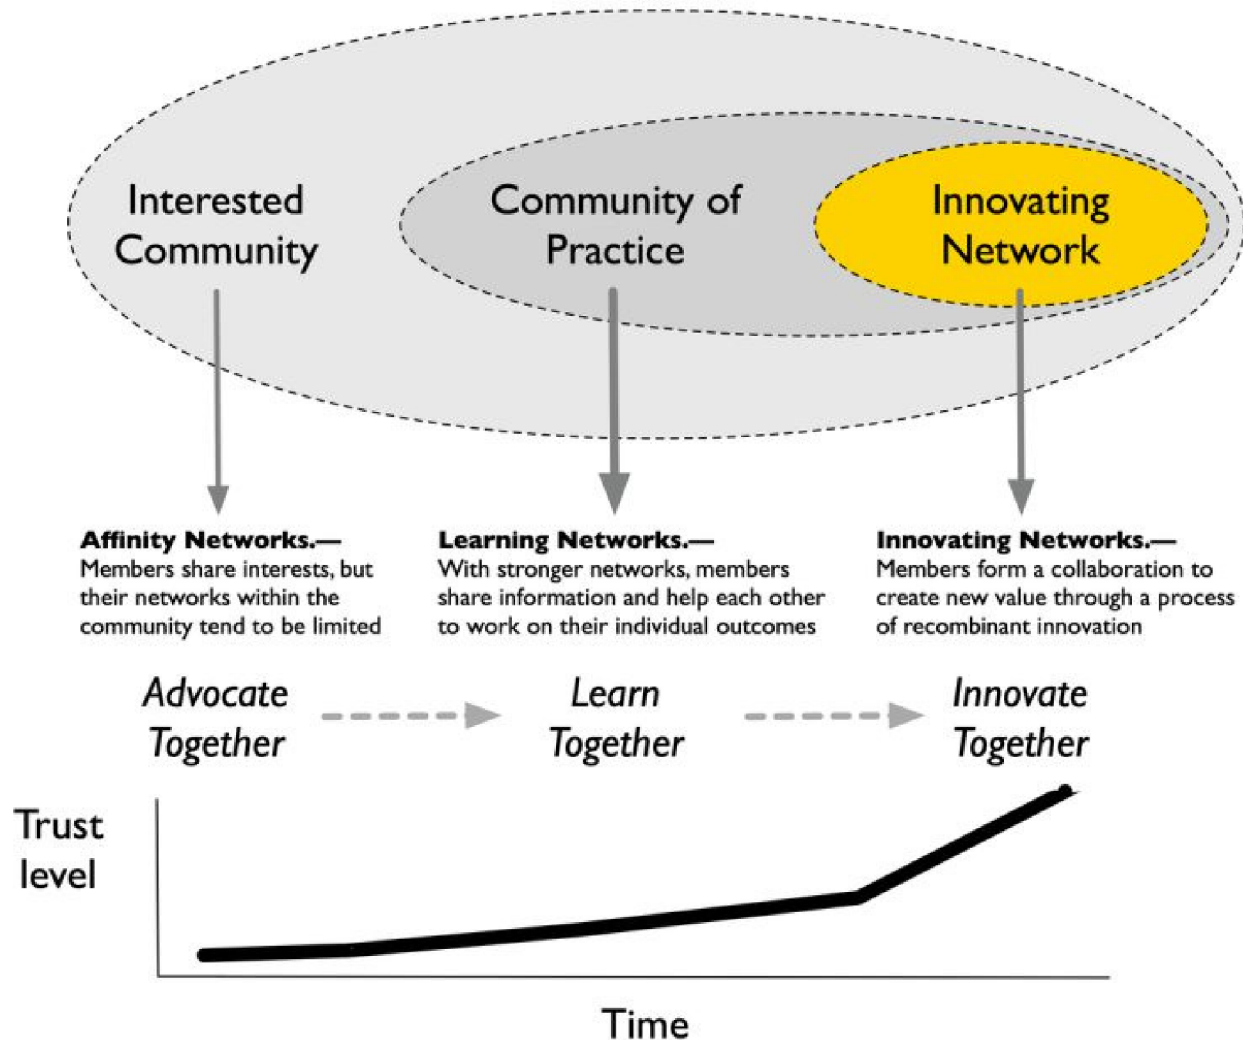 Interested
Community
Community of
Practice
Innovating
Network
Affinity Networks.—
Members share interests, but
their networks within the
community tend to be limited
Learning Networks.—
With stronger networks, members
share information and help each other
to work on their individual outcomes
Innovating Networks.—
Members form a collaboration to
create new value through a process
of recombinant innovation
Advocate
Together
Learn
Together
Innovate
Together
Trust
level
Time